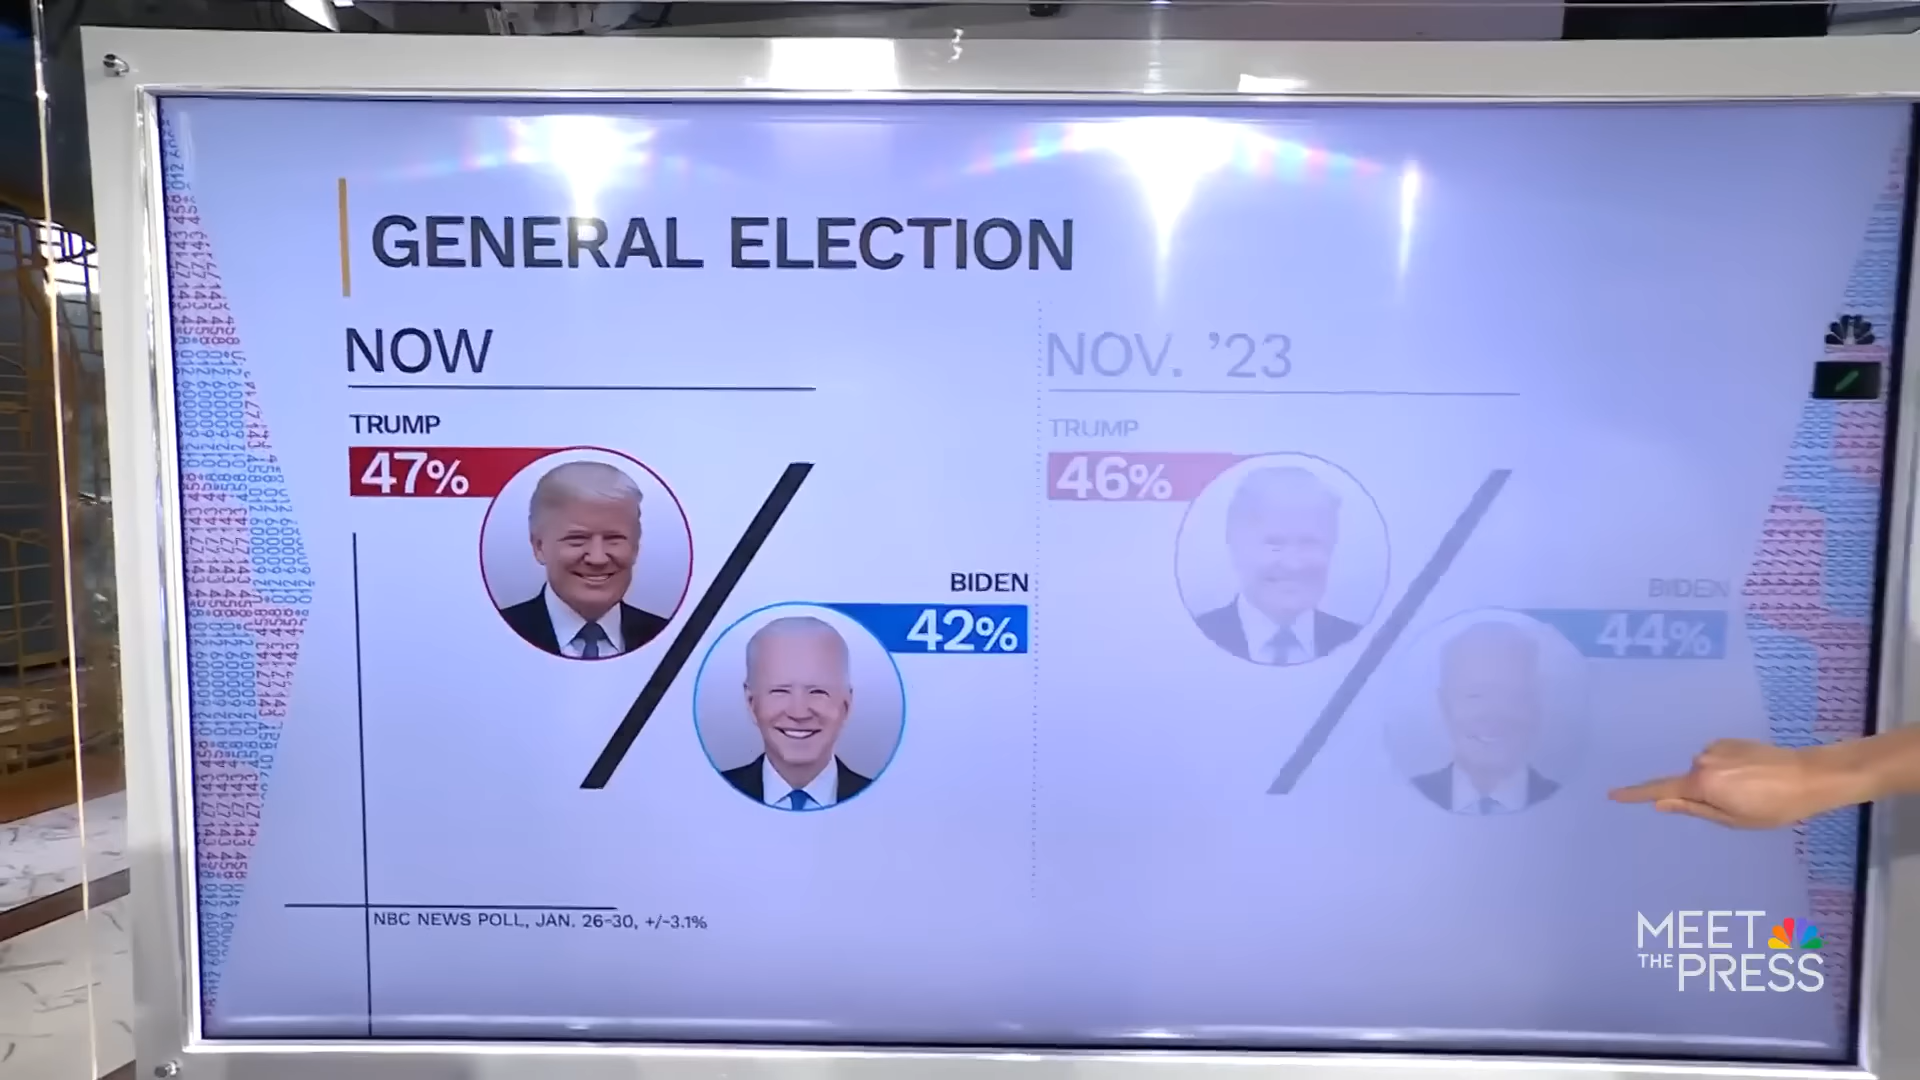 GENERAL ELECTION
NOW
TRUMP
47%
BIDEN
42%
NOV. '23
TRUMP
46%
BIDEN
44%
NBC NEWS POLL, JAN. 26-30, +/-3.1%
MEET
THE PRESS